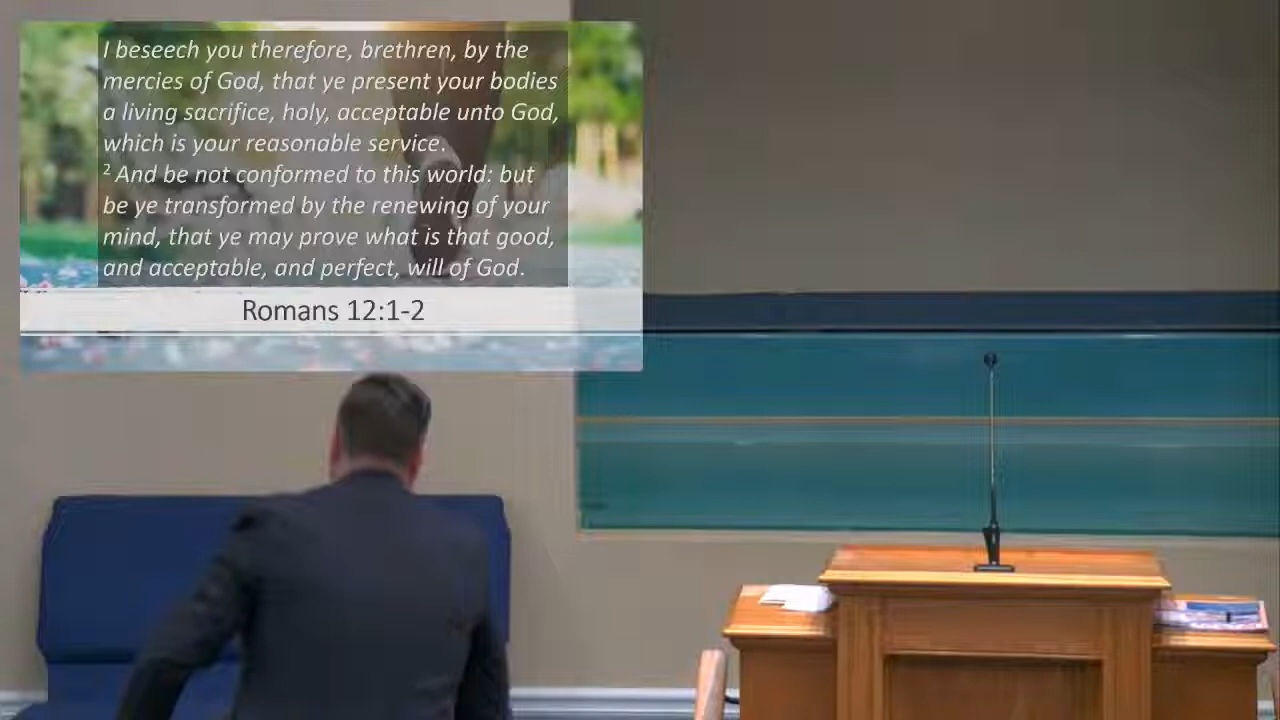 I beseech you therefore, brethren, by the
mercies of God, that ye present your bodies
a living sacrifice, holy, acceptable unto God,
which is your reasonable service.
² And be not conformed to this world: but
be ye transformed by the renewing of your
mind, that ye may prove what is that good,
and acceptable, and perfect, will of God.
Romans 12:1-2